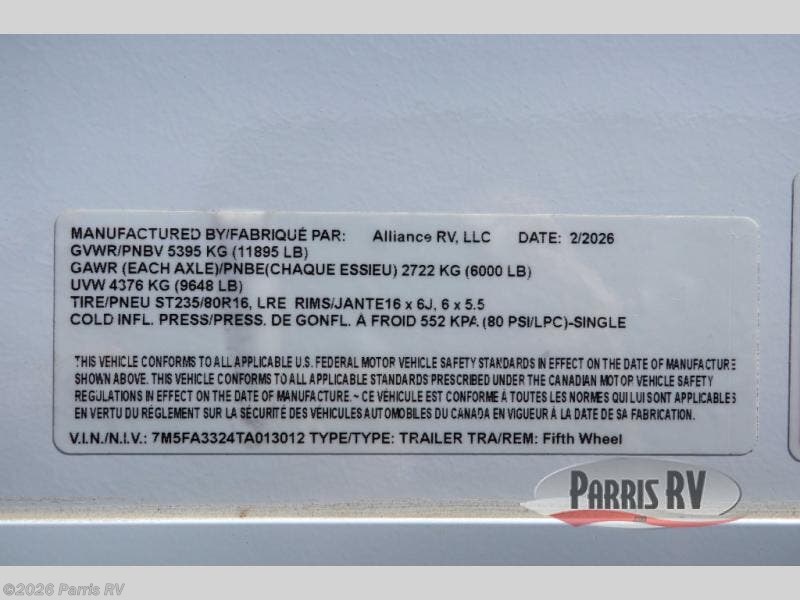 MANUFACTURED BY/FABRIQUÉ PAR: Alliance RV, LLC DATE: 2/2026
GVWR/PNBV 5395 KG (11895 LB)
GAWR (EACH AXLE)/PNBE(CHAQUE ESSIEU) 2722 KG (6000 LB)
UVW 4376 KG (9648 LB)
TIRE/PNEU ST235/80R16, LRE RIMS/JANTE16 x 6J, 6 x 5.5
COLD INFL. PRESS/PRESS. DE GONFL. À FROID 552 KPA (80 PSI/LPC)-SINGLE
THIS VEHICLE CONFORMS TO ALL APPLICABLE U.S. FEDERAL MOTOR VEHICLE SAFETY STANDARDS IN EFFECT ON THE DATE OF MANUFACTURE
SHOWN ABOVE. THIS VEHICLE CONFORMS TO ALL APPLICABLE STANDARDS PRESCRIBED UNDER THE CANADIAN MOTOR VEHICLE SAFETY
REGULATIONS IN EFFECT ON THE DATE OF MANUFACTURE. ~ CE VÉHICULE EST CONFORME À TOUTES LES NORMES QUI LUI SONT APPLICABLES
EN VERTU DU RÉGLEMENT SUR LA SÉCURITÉ DES VÉHICULES AUTOMOBILES DU CANADA EN VIGUEUR À LA DATE DE SA FABRICATION.
V.I.N./N.I.V.: 7M5FA3324TA013012 TYPE/TYPE: TRAILER TRA/REM: Fifth Wheel
PARRIS RV
©2026 Parris RV